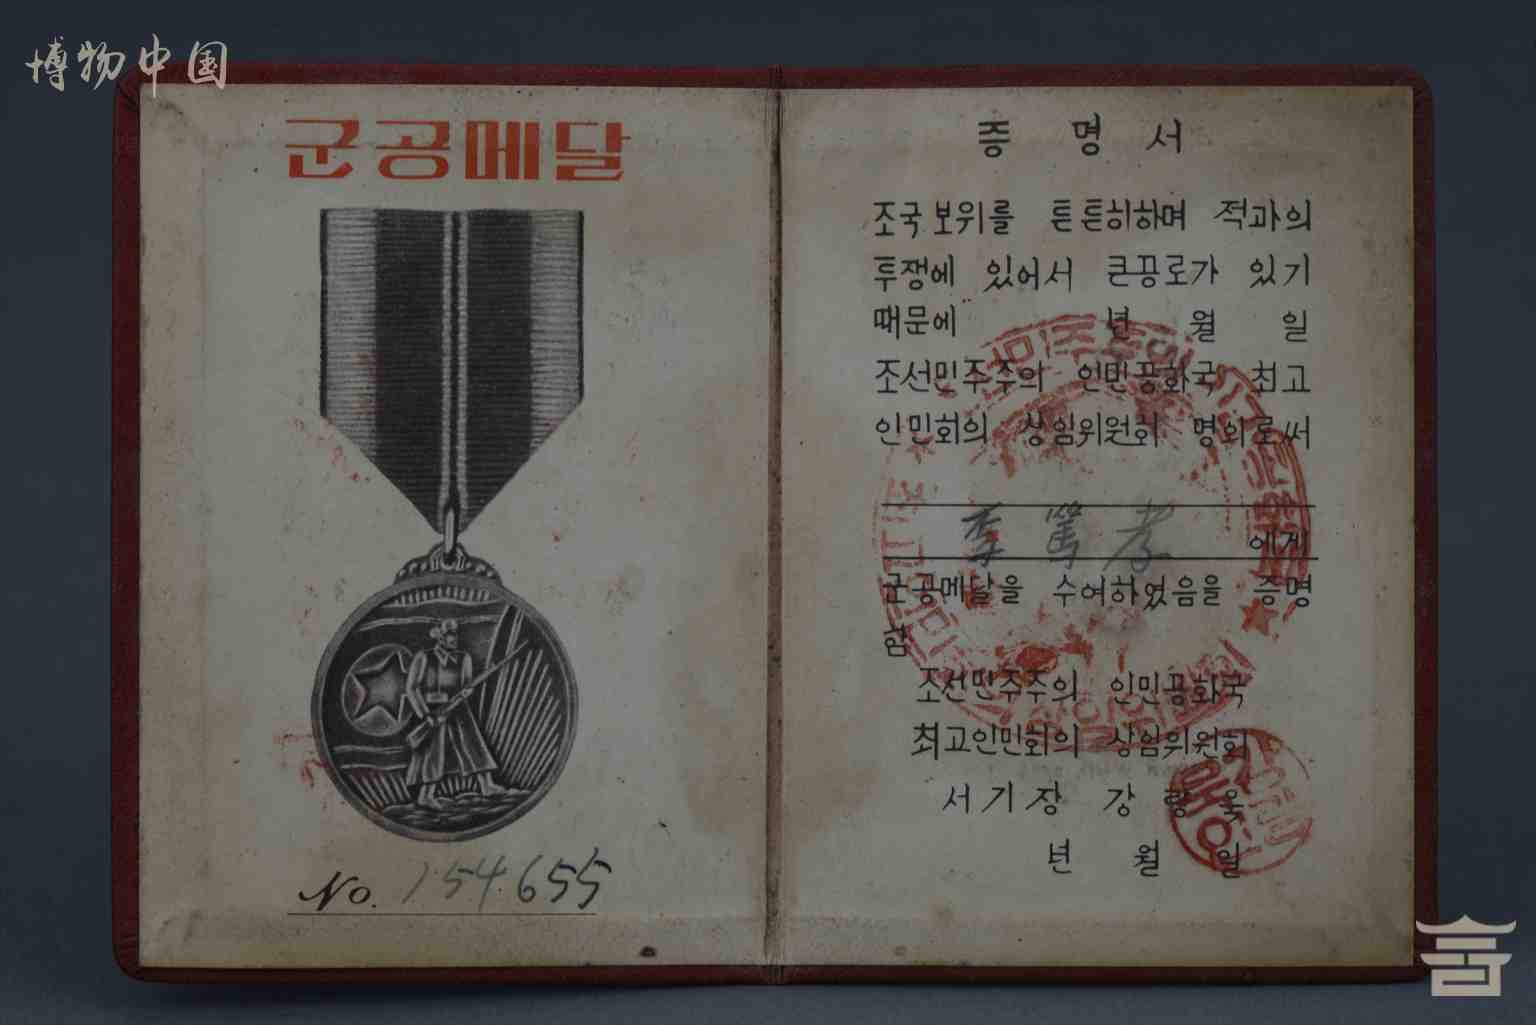 博物中国
군공메달
No. 154655
증명서
조국보위를 튼튼히하며 적과의
투쟁에 있어서 큰공로가 있기
때문에 년 월 일
조선민주주의 인민공화국 최고
인민회의 상임위원회 명의로써
李篤孝 에게
군공메달을 수여하였음을 증명
함
조선민주주의 인민공화국
최고인민회의 상임위원회
서기장 강량욱
년 월 일